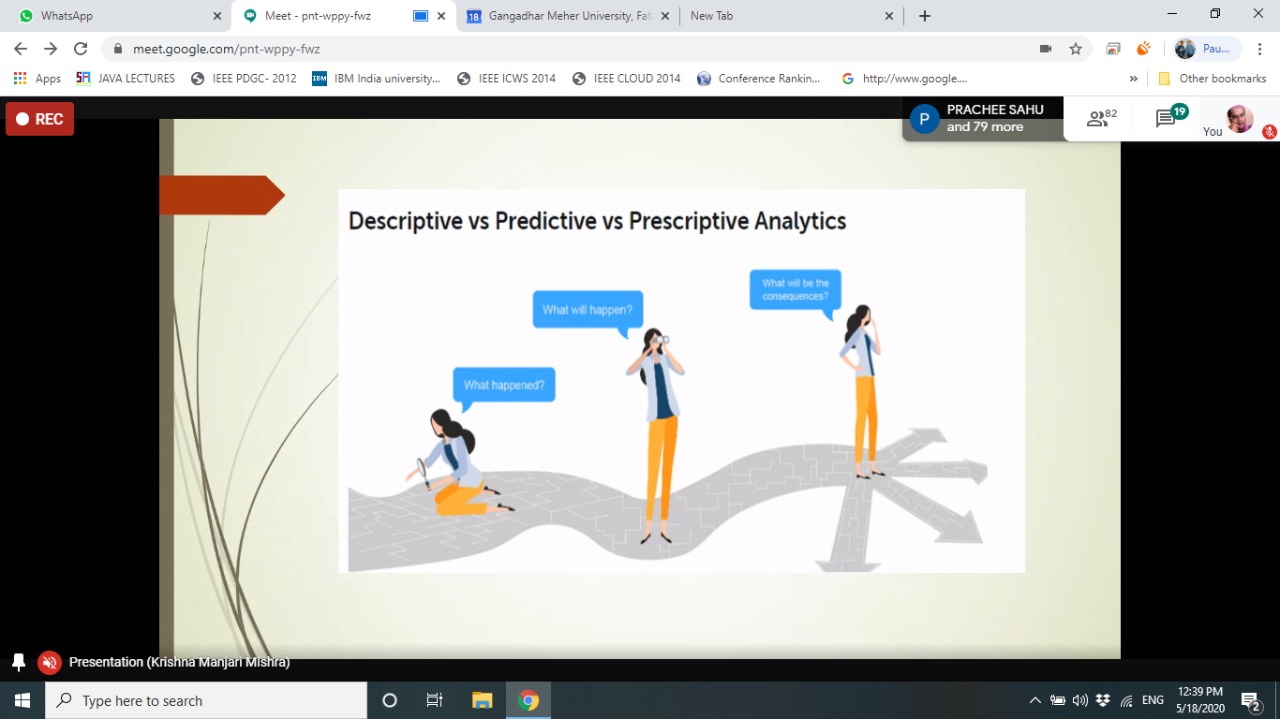 WhatsApp
Meet - pnt-wppy-fwz
18
Gangadhar Meher University, Fat
New Tab
meet.google.com/pnt-wppy-fwz
Pau...
Apps
JAVA LECTURES
IEEE PDGC- 2012
IBM
IBM India university...
IEEE ICWS 2014
IEEE CLOUD 2014
Conference Rankin...
http://www.google....
»
Other bookmarks
REC
P
PRACHEE SAHU
and 79 more
82
19
You
Descriptive vs Predictive vs Prescriptive Analytics
What will be the
consequences?
What will happen?
What happened?
Presentation (Krishna Manjari Mishra)
Type here to search
ENG
12:39 PM
5/18/2020
2